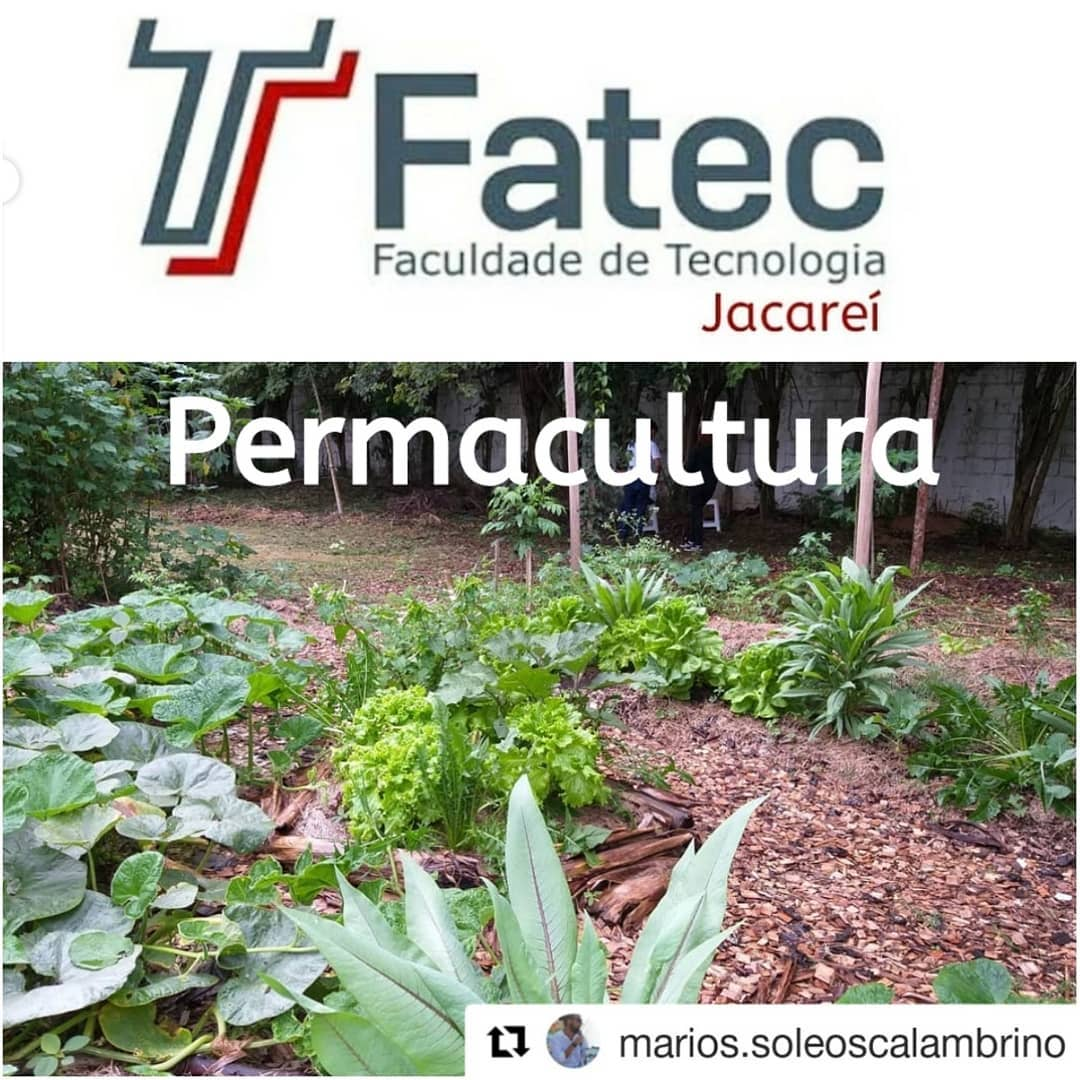 Fatec
Faculdade de Tecnologia
Jacareí
Permacultura
marios.soleoscalambrino